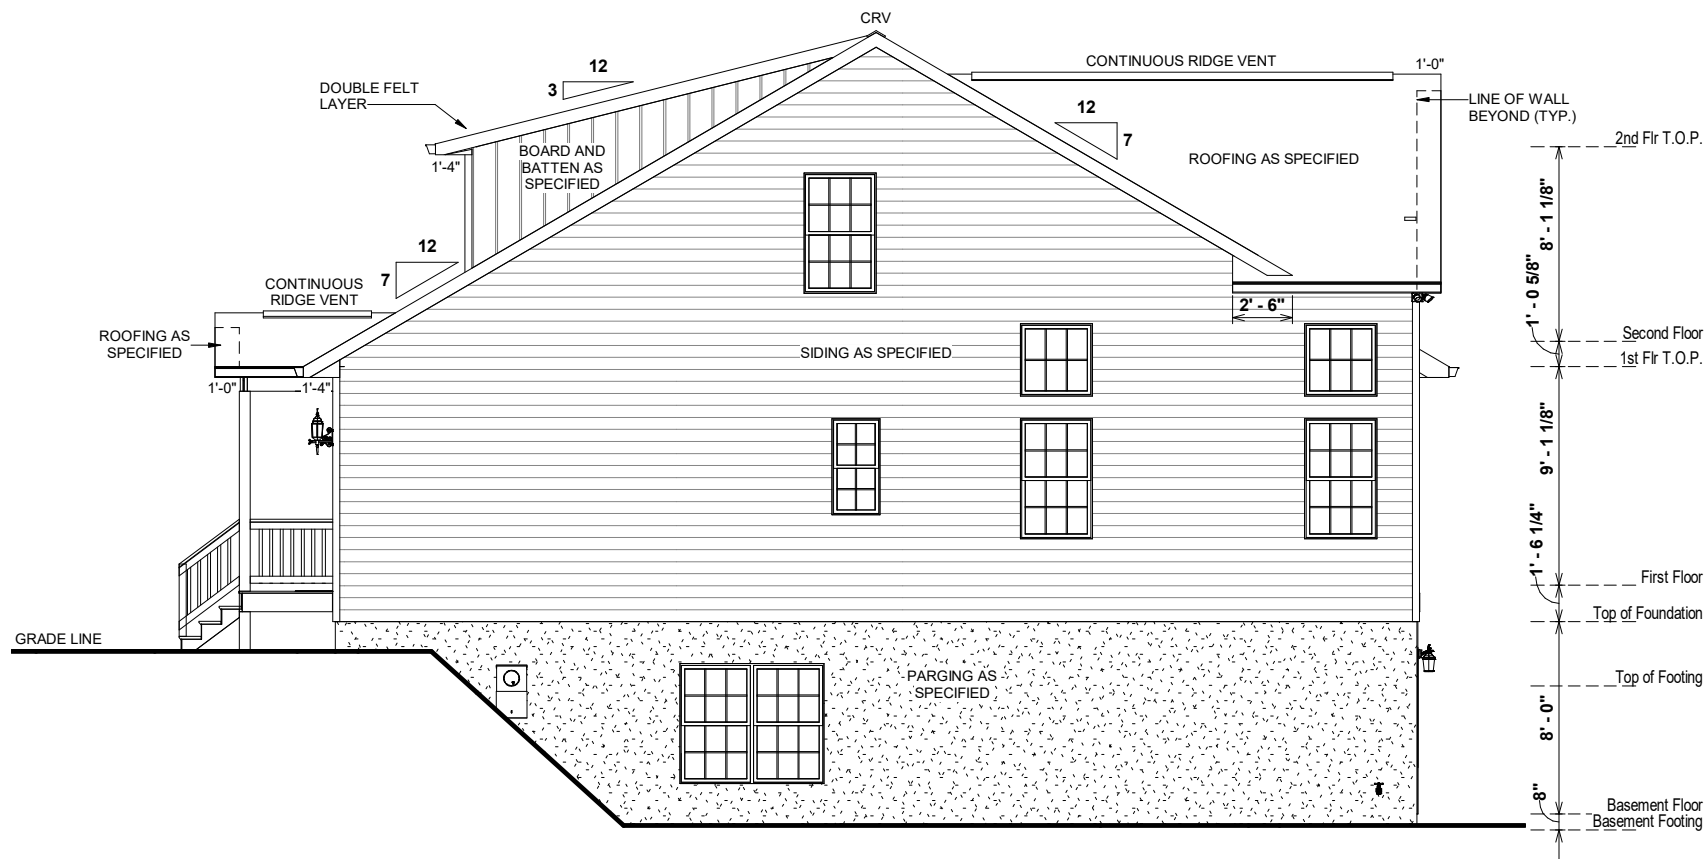 CRV
CONTINUOUS RIDGE VENT
1'-0"
12
3
DOUBLE FELT
LAYER
LINE OF WALL
BEYOND (TYP.)
12
7
2nd Flr T.O.P.
BOARD AND
BATTEN AS
SPECIFIED
1'-4"
ROOFING AS SPECIFIED
8' - 1 1/8"
12
7
CONTINUOUS
RIDGE VENT
2' - 6"
1' - 0 5/8"
ROOFING AS
SPECIFIED
SIDING AS SPECIFIED
Second Floor
1st Flr T.O.P.
1'-0"
1'-4"
9' - 1 1/8"
1' - 6 1/4"
First Floor
Top of Foundation
GRADE LINE
PARGING AS
SPECIFIED
Top of Footing
8' - 0"
8"
Basement Floor
Basement Footing